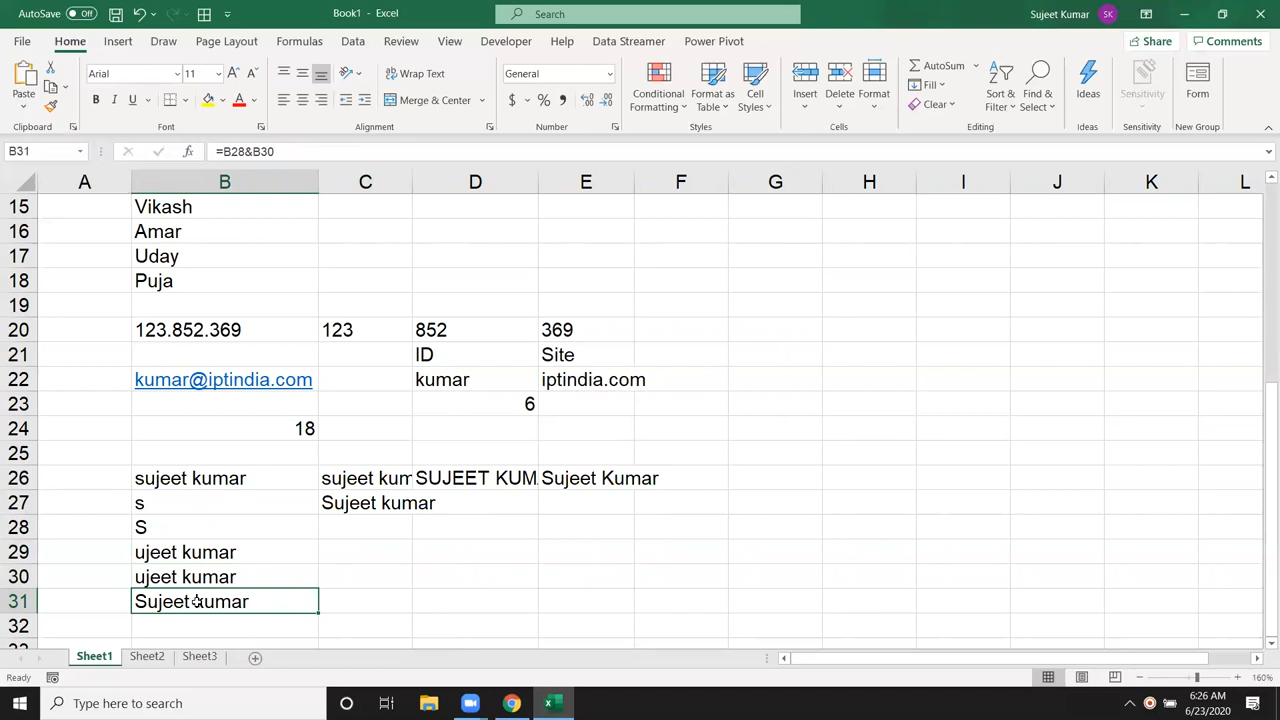 AutoSave Off
Book1 - Excel
Search
Sujeet Kumar SK
File Home Insert Draw Page Layout Formulas Data Review View Developer Help Data Streamer Power Pivot Share Comments
Paste
Arial 11
Wrap Text
General
Conditional Formatting
Format as Table
Cell Styles
Insert Delete Format
AutoSum
Fill
Clear
Sort & Filter
Find & Select
Ideas
Sensitivity
Form
B I U
Merge & Center
$ %
Clipboard Font Alignment Number Styles Cells Editing Ideas Sensitivity New Group
B31 fx =B28&B30
A B C D E F G H I J K L
15 Vikash
16 Amar
17 Uday
18 Puja
19
20 123.852.369 123 852 369
21 ID Site
22 kumar@iptindia.com kumar iptindia.com
23 6
24 18
25
26 sujeet kumar sujeet kum SUJEET KUM Sujeet Kumar
27 s Sujeet kumar
28 S
29 ujeet kumar
30 ujeet kumar
31 Sujeet kumar
32
Sheet1 Sheet2 Sheet3
Ready
160%
Type here to search
6:26 AM
6/23/2020